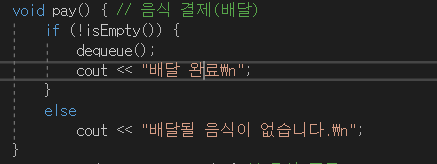 void pay() { // 음식 결제(배달)
if (!isEmpty()) {
dequeue();
cout << "배달 완료₩n";
}
else
cout << "배달될 음식이 없습니다.₩n";
}